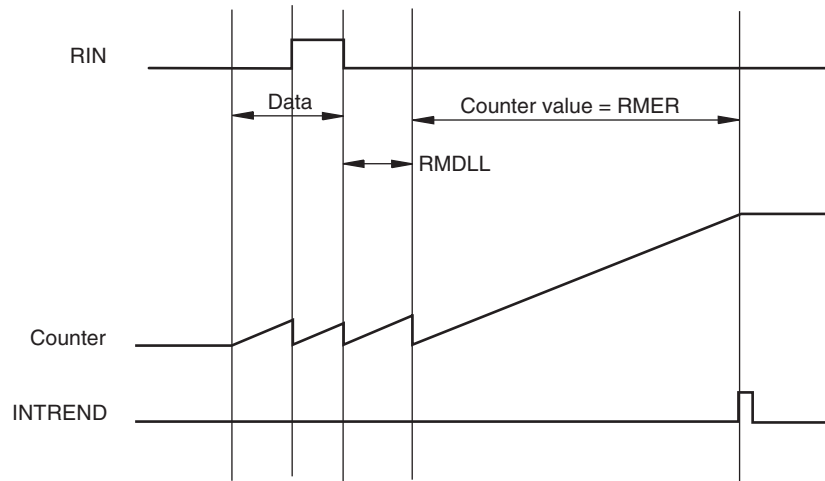 RIN
Data
Counter value = RMER
RMDLL
Counter
INTREND